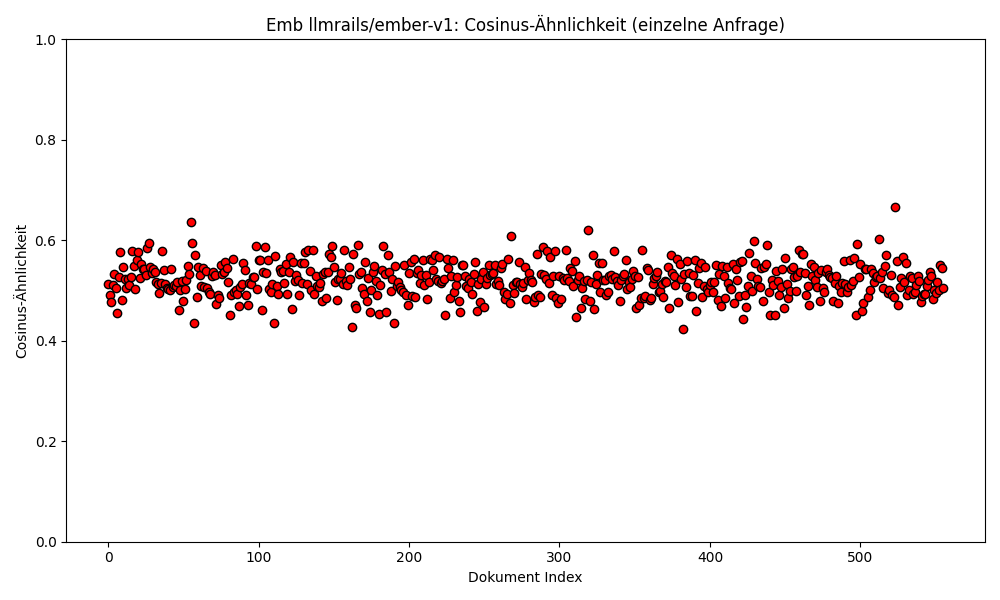 Emb llmrails/ember-v1: Cosinus-Ähnlichkeit (einzelne Anfrage)
1.0
0.8
0.6
0.4
0.2
0.0
Cosinus-Ähnlichkeit
0 100 200 300 400 500
Dokument Index